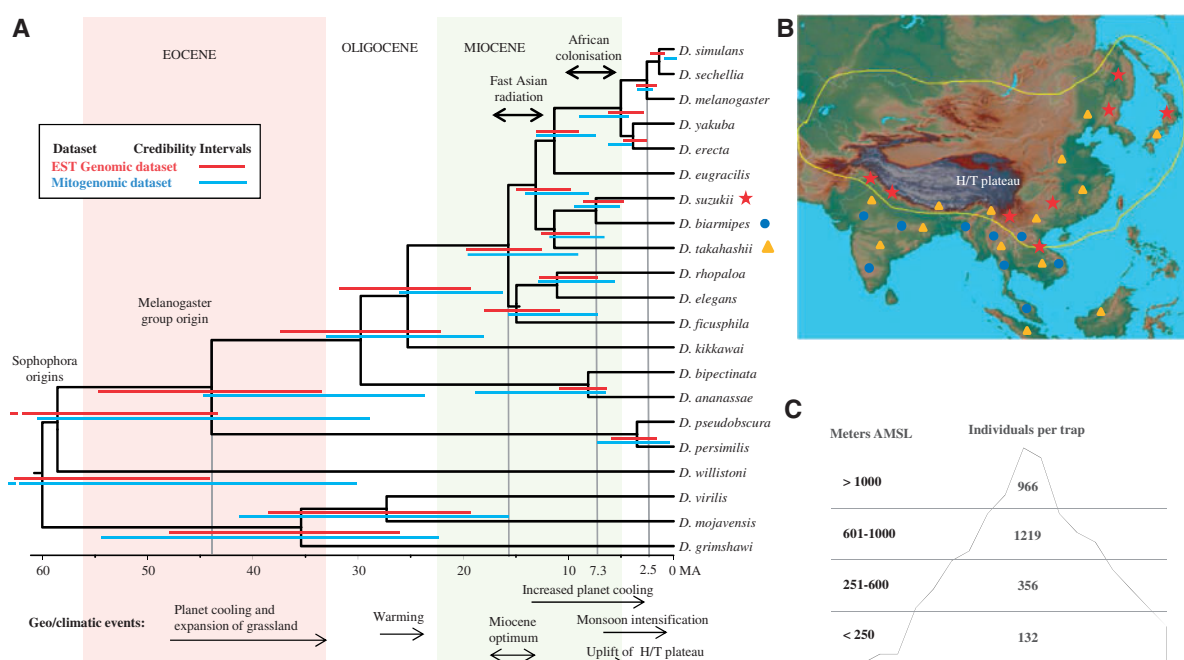 A
EOCENE
OLIGOCENE
MIOCENE
African
colonisation
Fast Asian
radiation
Dataset Credibility Intervals
EST Genomic dataset
Mitogenomic dataset
Melanogaster
group origin
Sophophora
origins
D. simulans
D. sechellia
D. melanogaster
D. yakuba
D. erecta
D. eugracilis
D. suzukii
D. biarmipes
D. takahashii
D. rhopaloa
D. elegans
D. ficusphila
D. kikkawai
D. bipectinata
D. ananassae
D. pseudobscura
D. persimilis
D. willistoni
D. virilis
D. mojavensis
D. grimshawi
60 50 40 30 20 10 7.3 2.5 0 MA
Geo/climatic events:
Planet cooling and
expansion of grassland
Warming
Miocene
optimum
Increased planet cooling
Monsoon intensification
Uplift of H/T plateau
B
H/T plateau
C
Meters AMSL Individuals per trap
> 1000 966
601-1000 1219
251-600 356
< 250 132